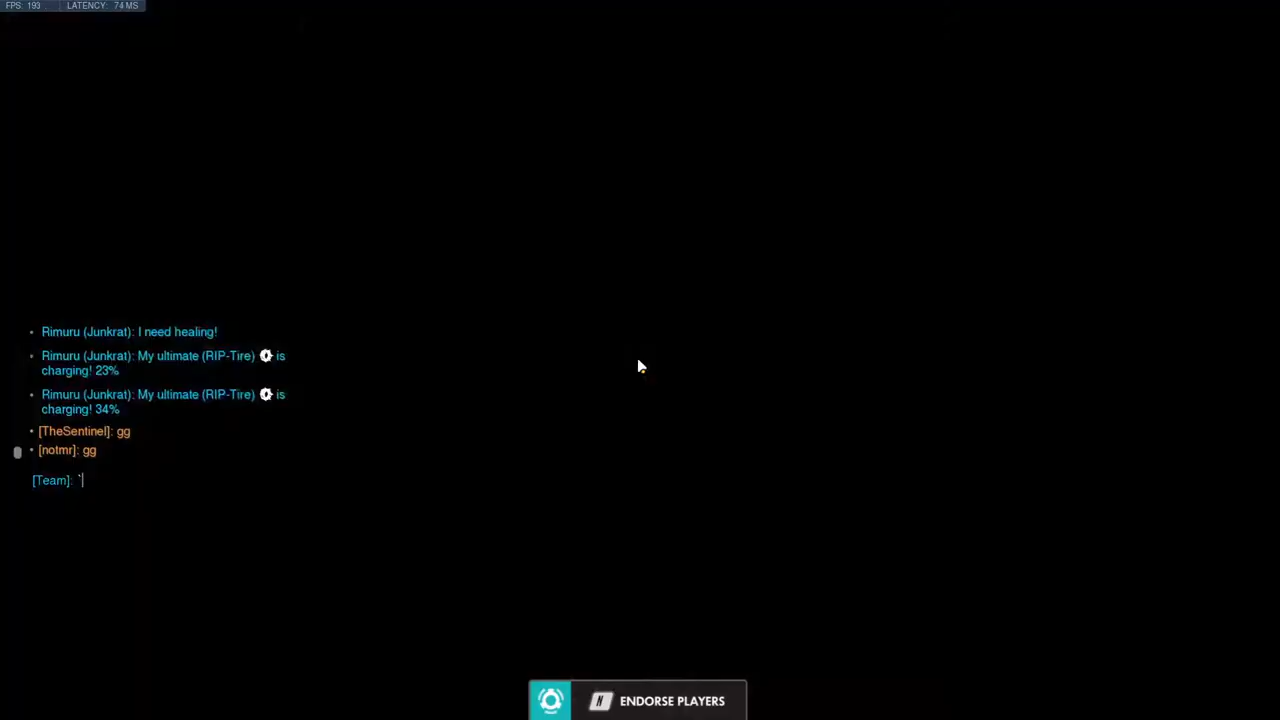 FPS: 193 LATENCY: 74 MS
Rimuru (Junkrat): I need healing!
Rimuru (Junkrat): My ultimate (RIP-Tire) is
charging! 23%
Rimuru (Junkrat): My ultimate (RIP-Tire) is
charging! 34%
[TheSentinel]: gg
[notmr]: gg
[Team]: `
N ENDORSE PLAYERS